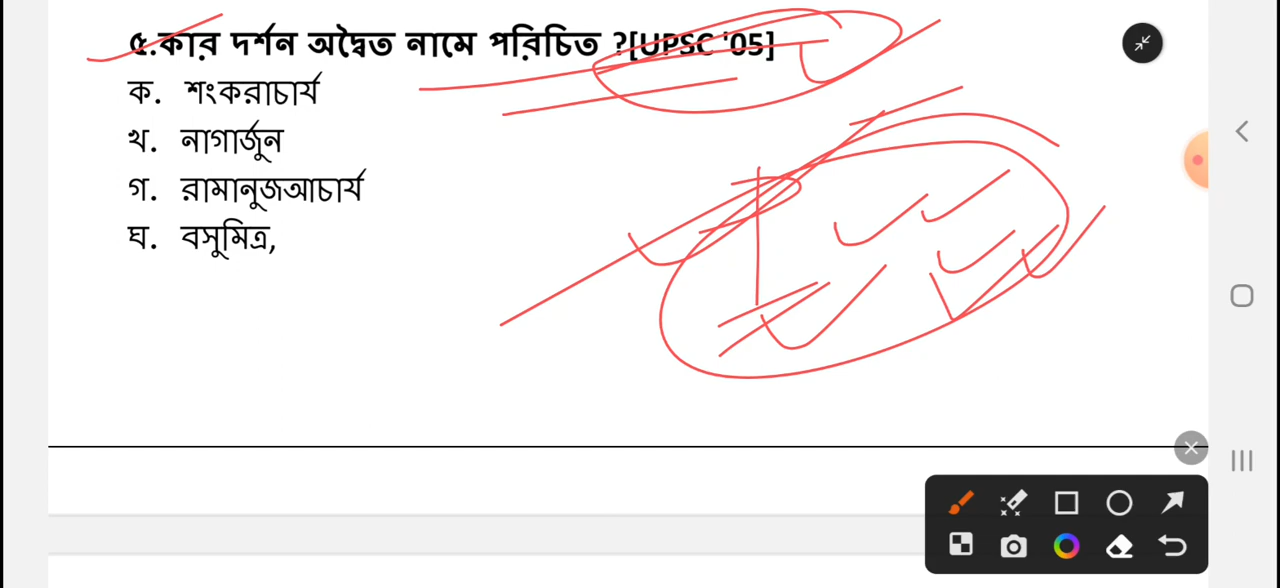 ৫.কার দর্শন অদ্বৈত নামে পরিচিত ?[UPSC '05]
ক. শংকরাচার্য
খ. নাগার্জুন
গ. রামানুজআচার্য
ঘ. বসুমিত্র,